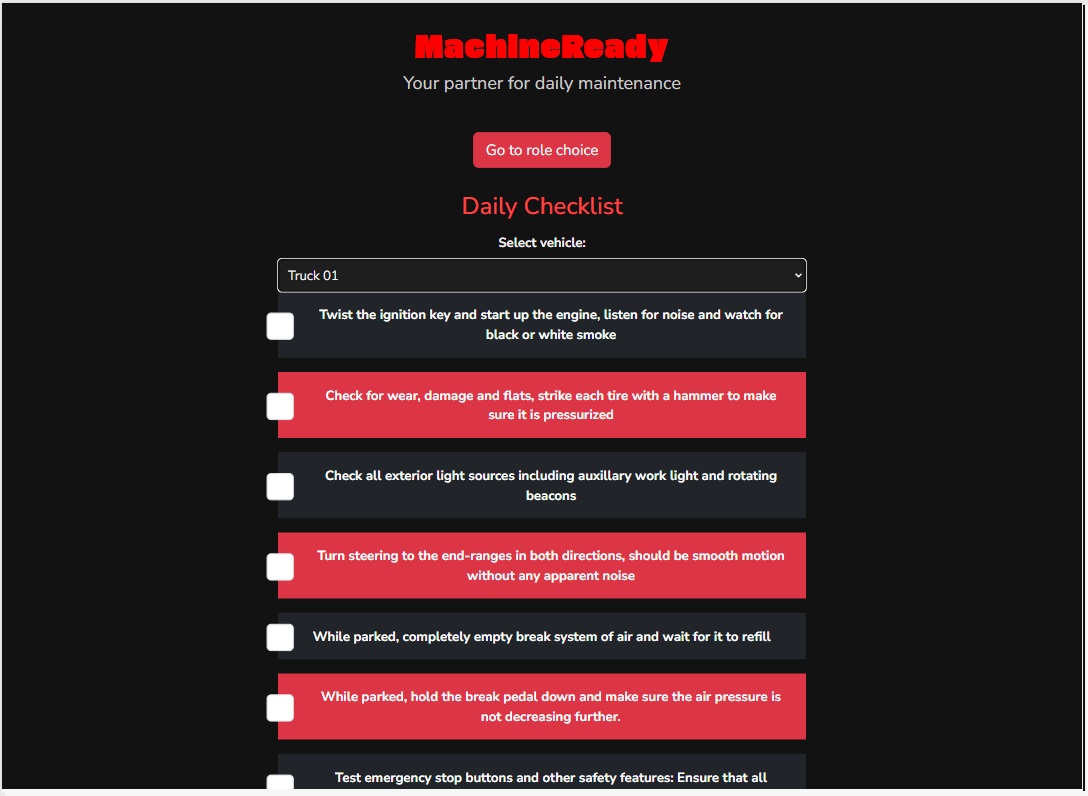 MachineReady
Your partner for daily maintenance
Go to role choice
Daily Checklist
Select vehicle:
Truck 01
Twist the ignition key and start up the engine, listen for noise and watch for
black or white smoke
Check for wear, damage and flats, strike each tire with a hammer to make
sure it is pressurized
Check all exterior light sources including auxillary work light and rotating
beacons
Turn steering to the end-ranges in both directions, should be smooth motion
without any apparent noise
While parked, completely empty break system of air and wait for it to refill
While parked, hold the break pedal down and make sure the air pressure is
not decreasing further.
Test emergency stop buttons and other safety features: Ensure that all